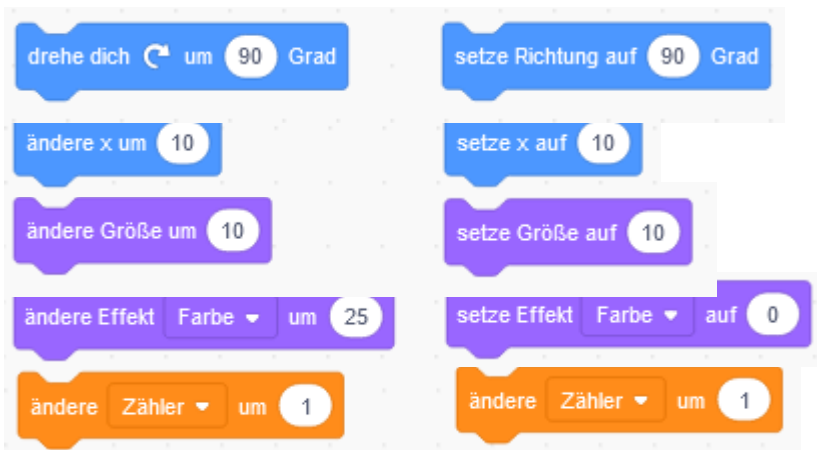 drehe dich um 90 Grad
setze Richtung auf 90 Grad
ändere x um 10
setze x auf 10
ändere Größe um 10
setze Größe auf 10
ändere Effekt Farbe um 25
setze Effekt Farbe auf 0
ändere Zähler um 1
ändere Zähler um 1